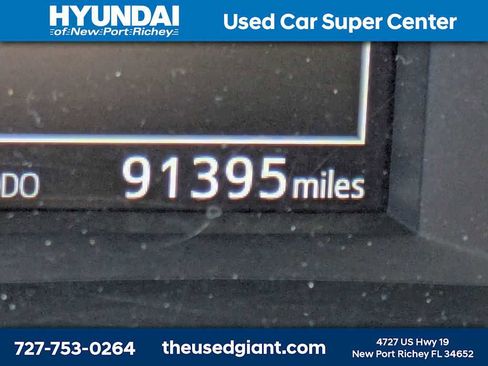 HYUNDAI
of New Port Richey
Used Car Super Center
ODO 91395 miles
727-753-0264
theusedgiant.com
4727 US Hwy 19
New Port Richey FL 34652